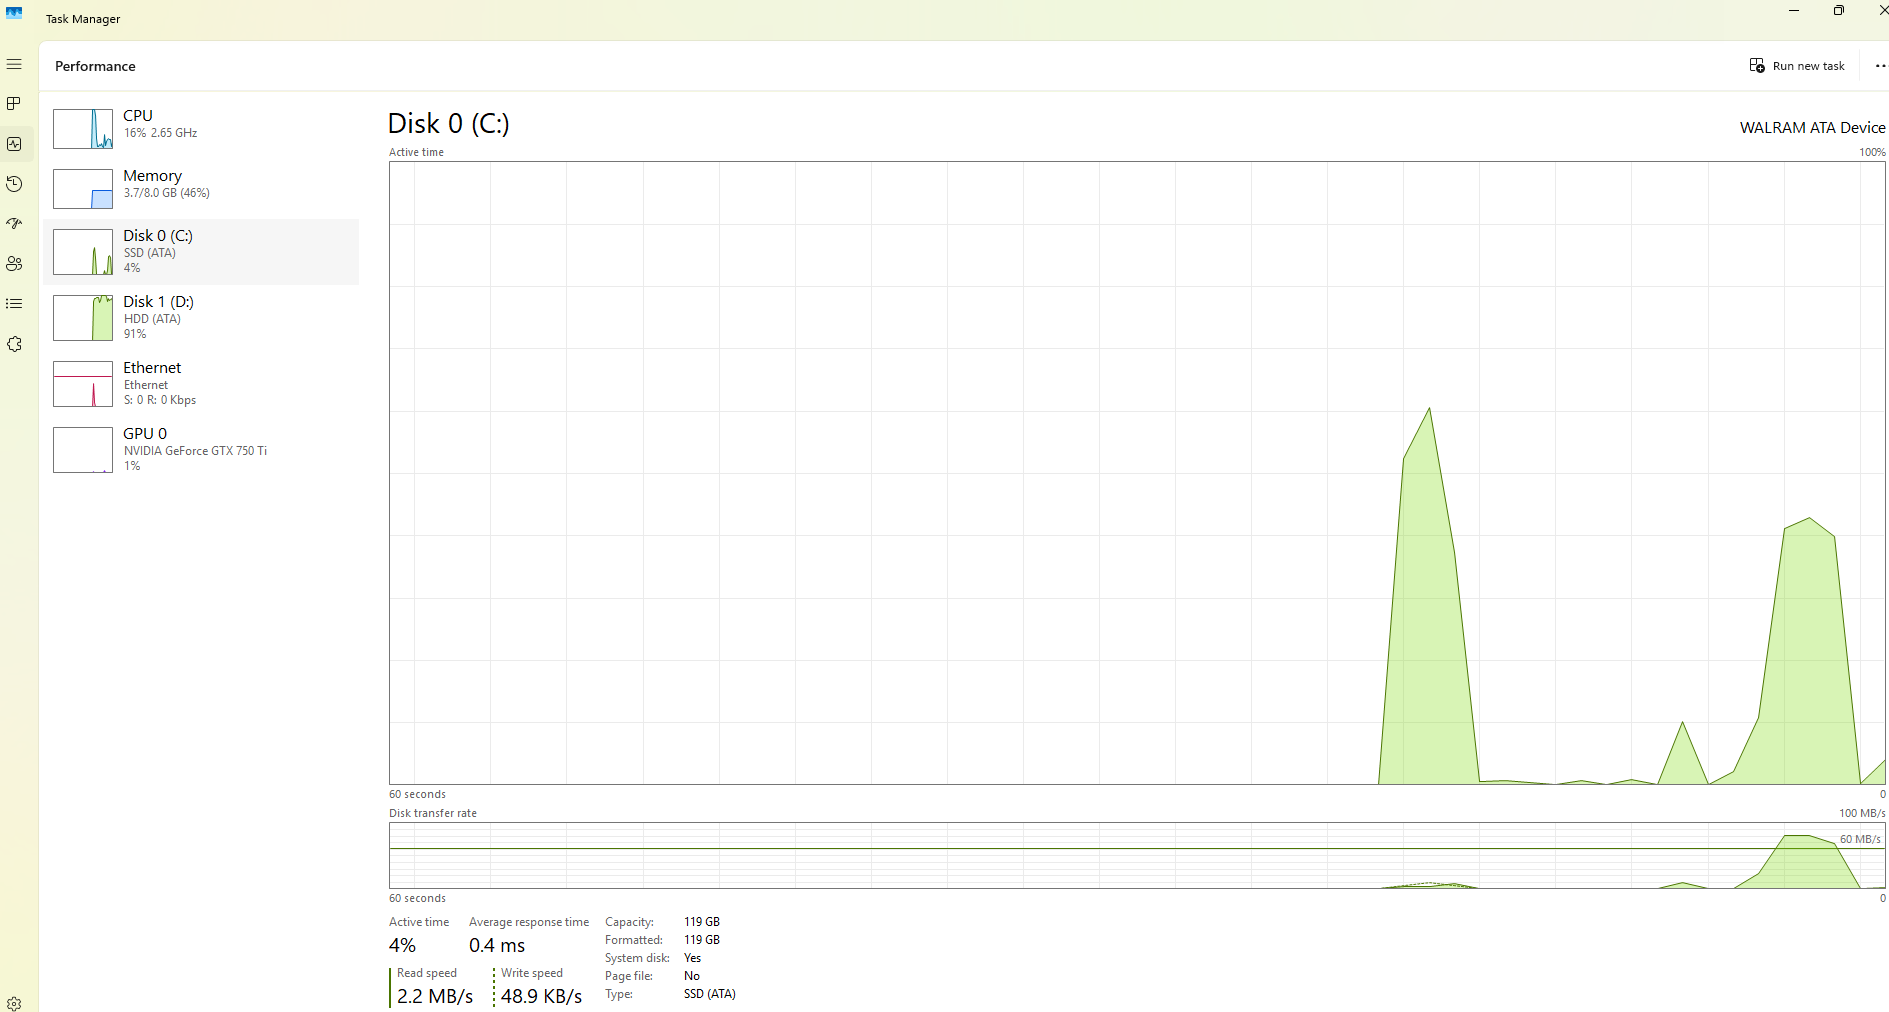 Task Manager
Performance
Run new task
CPU
16% 2.65 GHz
Memory
3.7/8.0 GB (46%)
Disk 0 (C:)
SSD (ATA)
4%
Disk 1 (D:)
HDD (ATA)
91%
Ethernet
Ethernet
S: 0 R: 0 Kbps
GPU 0
NVIDIA GeForce GTX 750 Ti
1%
Disk 0 (C:)
WALRAM ATA Device
Active time
100%
60 seconds
0
Disk transfer rate
100 MB/s
60 MB/s
60 seconds
0
Active time
4%
Average response time
0.4 ms
Read speed
2.2 MB/s
Write speed
48.9 KB/s
Capacity: 119 GB
Formatted: 119 GB
System disk: Yes
Page file: No
Type: SSD (ATA)